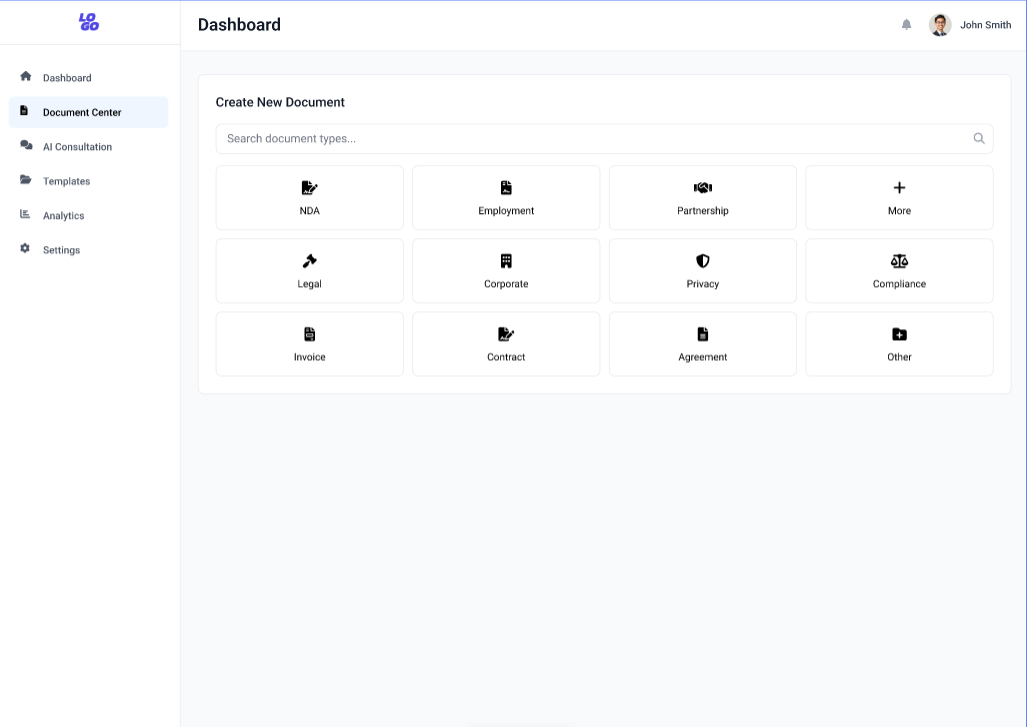 LO
GO
Dashboard
John Smith
Dashboard
Document Center
AI Consultation
Templates
Analytics
Settings
Create New Document
Search document types...
NDA
Employment
Partnership
More
Legal
Corporate
Privacy
Compliance
Invoice
Contract
Agreement
Other